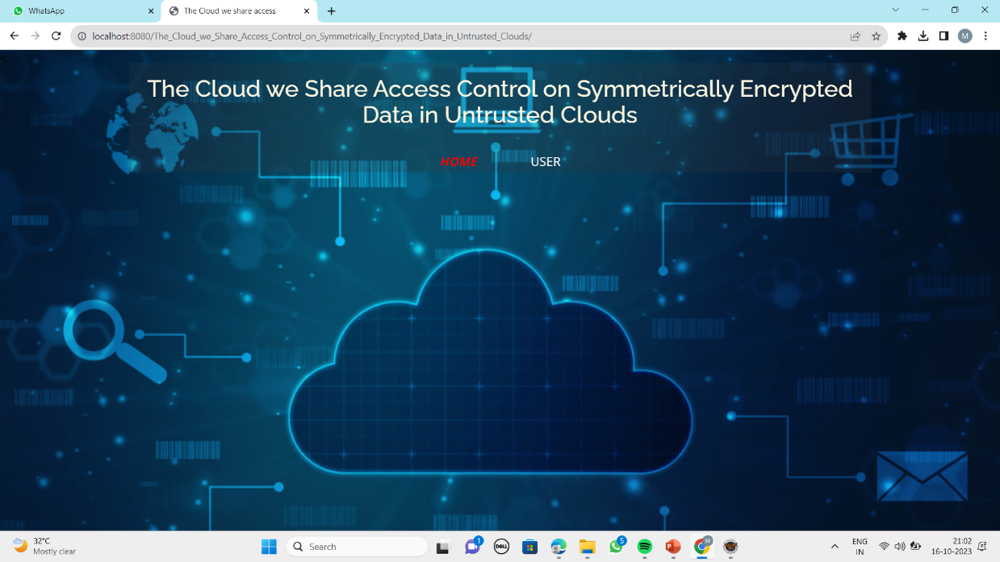 WhatsApp
The Cloud we share access
localhost:8080/The_Cloud_we_Share_Access_Control_on_Symmetrically_Encrypted_Data_in_Untrusted_Clouds/
M
<
The Cloud we Share Access Control on Symmetrically Encrypted
Data in Untrusted Clouds
HOME USER
32°C
Mostly clear
Search
1
DELL
5
P
M
ENG
IN
21:02
16-10-2023